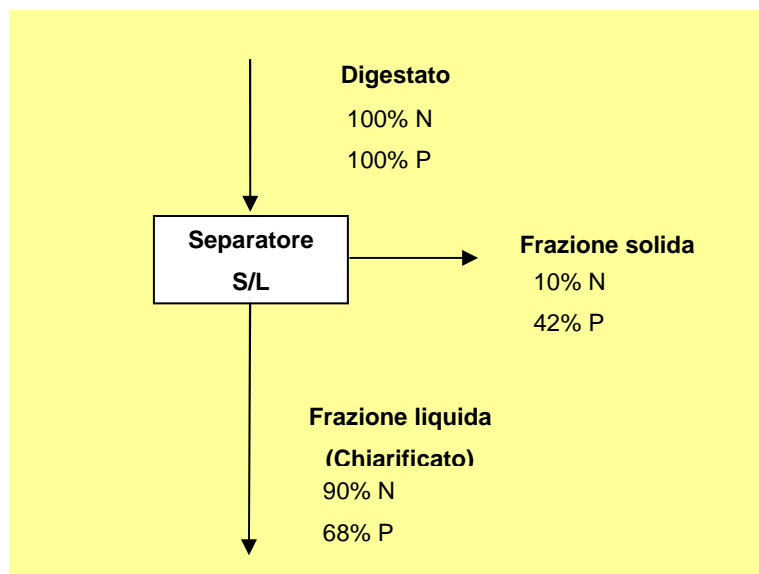 Digestato
100% N
100% P
Separatore
S/L
Frazione solida
10% N
42% P
Frazione liquida
(Chiarificato)
90% N
68% P